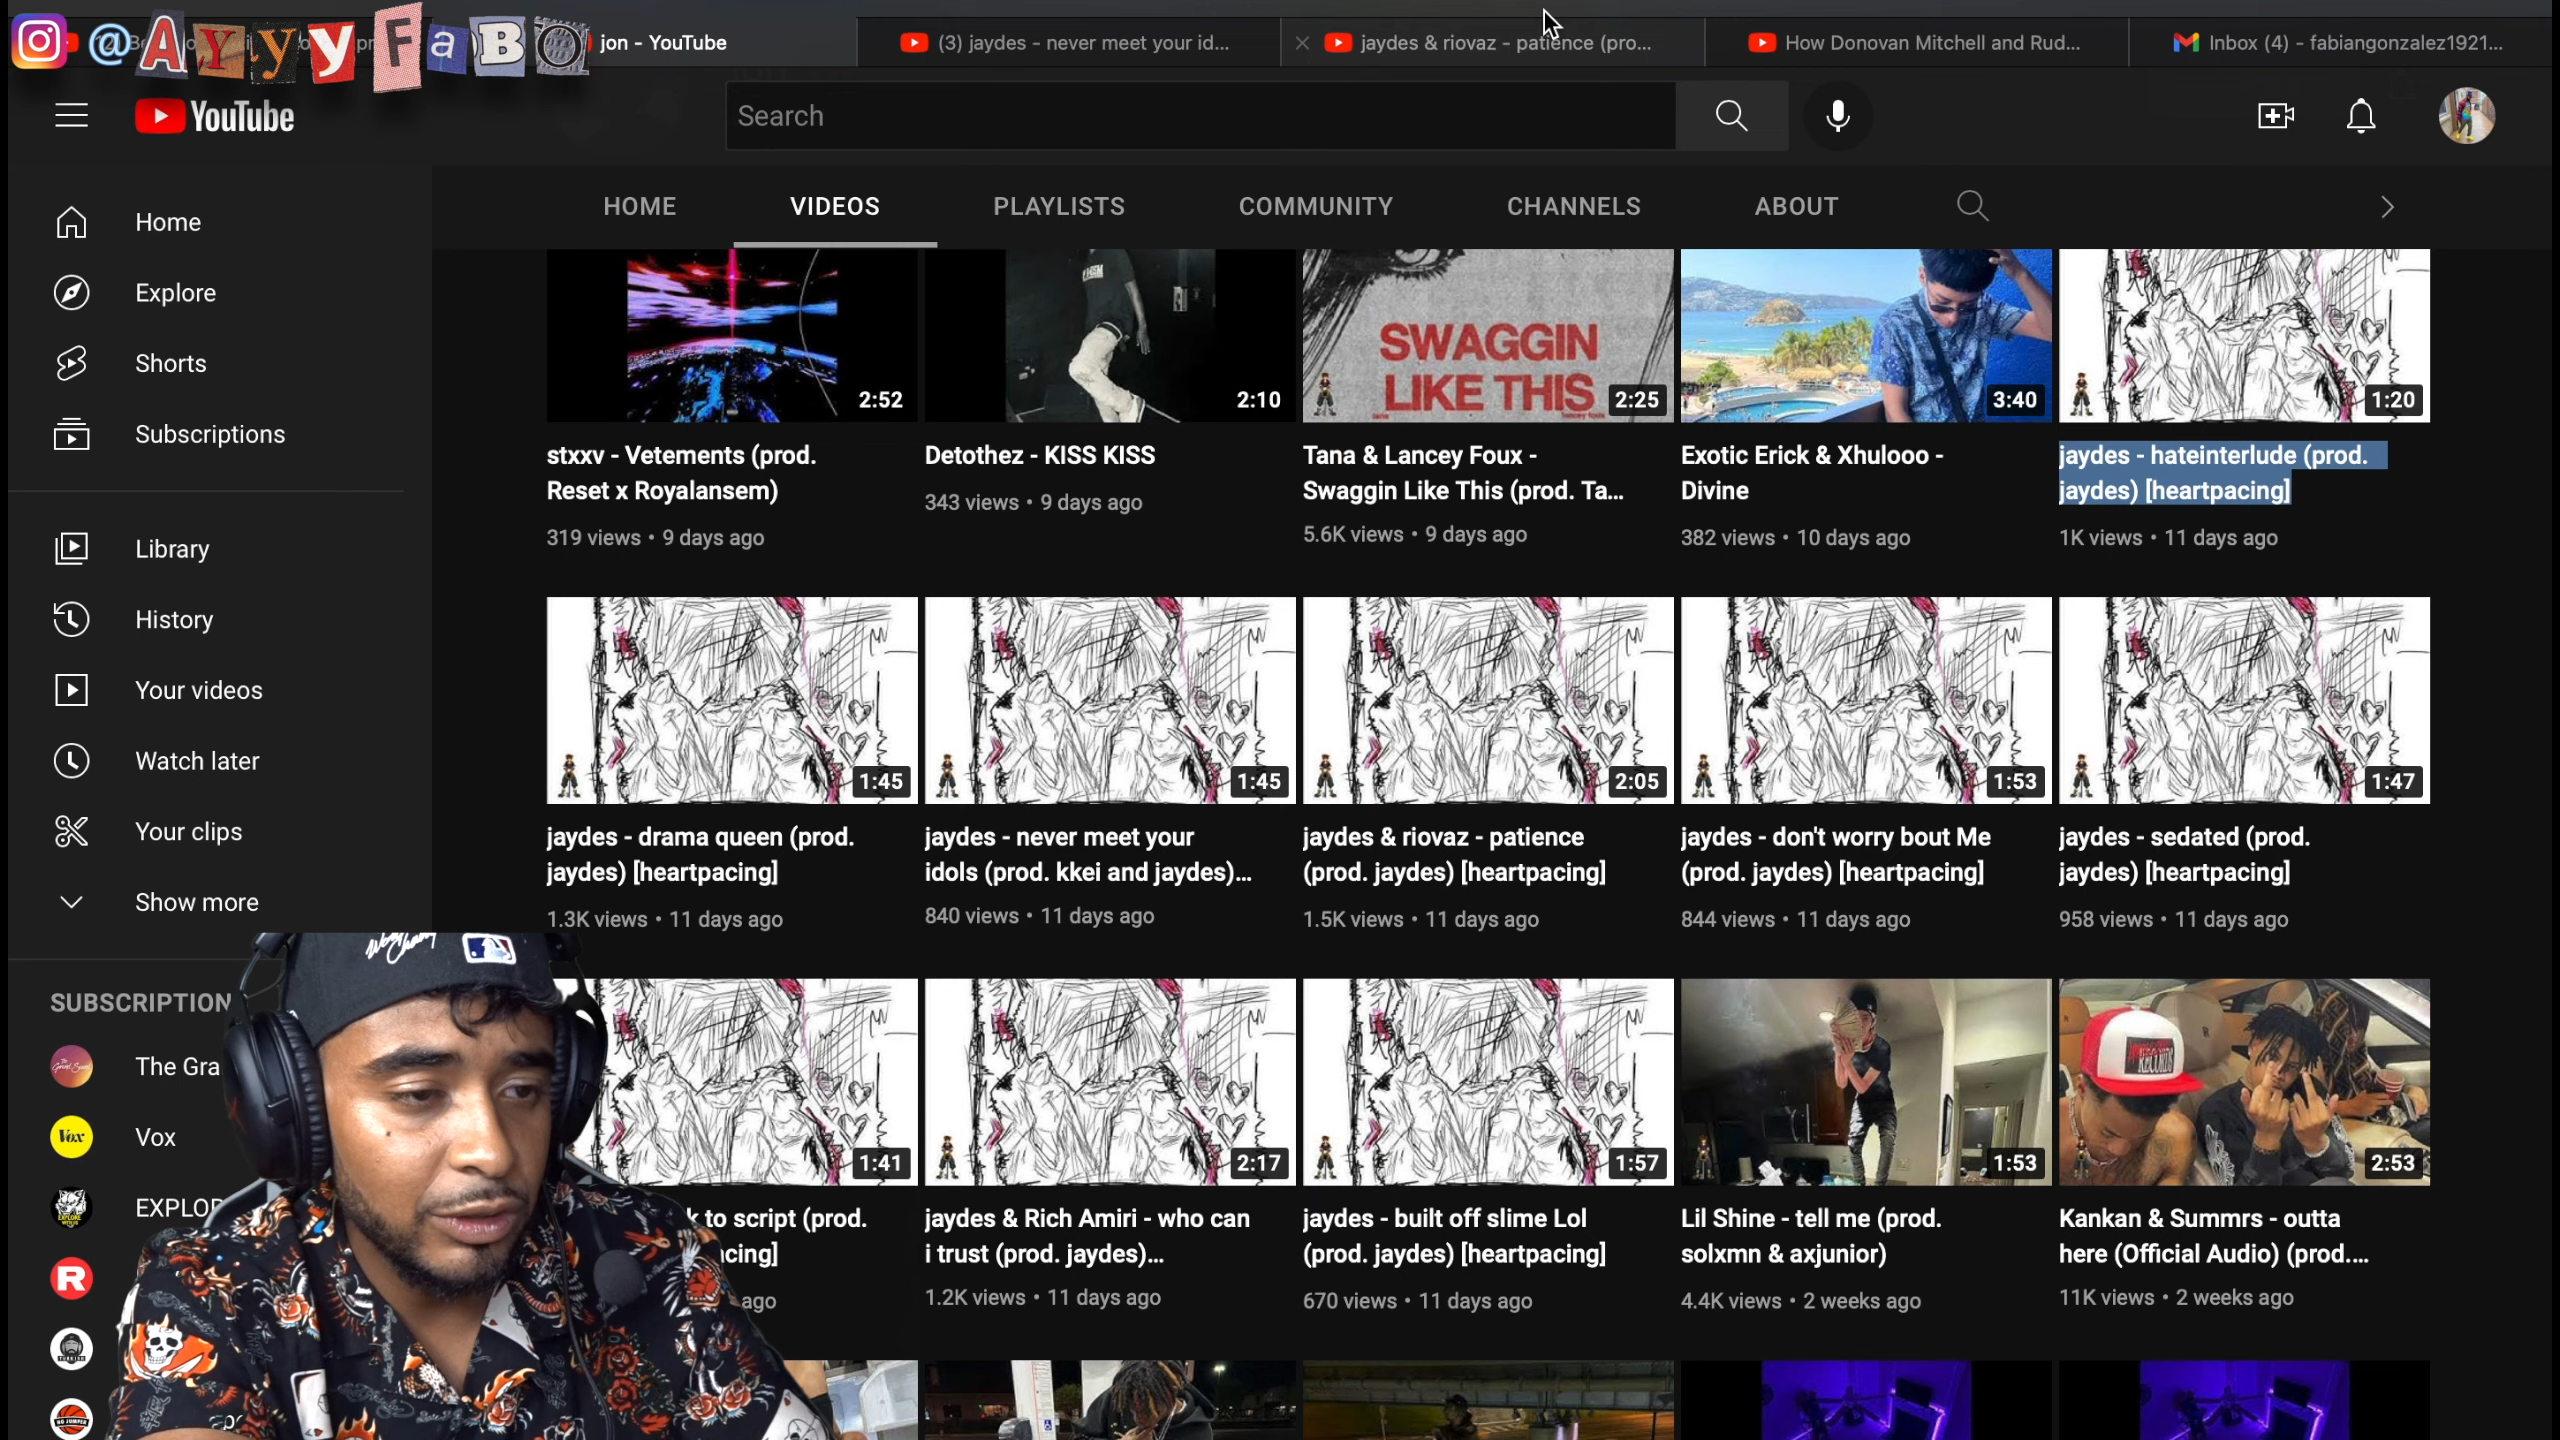 @AYyyFaBO
jon - YouTube
(3) jaydes - never meet your id...
jaydes & riovaz - patience (pro...
How Donovan Mitchell and Rud...
Inbox (4) - fabiangonzalez1921...
YouTube
Search
HOME
VIDEOS
PLAYLISTS
COMMUNITY
CHANNELS
ABOUT
Home
Explore
Shorts
Subscriptions
Library
History
Your videos
Watch later
Your clips
Show more
SUBSCRIPTION
The Gra
Vox
Vox
EXPLOR
R
2:52
stxxv - Vetements (prod.
Reset x Royalansem)
319 views • 9 days ago
2:10
Detothez - KISS KISS
343 views • 9 days ago
SWAGGIN
LIKE THIS
2:25
Tana & Lancey Foux -
Swaggin Like This (prod. Ta...
5.6K views • 9 days ago
3:40
Exotic Erick & Xhulooo -
Divine
382 views • 10 days ago
1:20
jaydes - hateinterlude (prod.
jaydes) [heartpacing]
1K views • 11 days ago
1:45
jaydes - drama queen (prod.
jaydes) [heartpacing]
1.3K views • 11 days ago
1:45
jaydes - never meet your
idols (prod. kkei and jaydes)...
840 views • 11 days ago
2:05
jaydes & riovaz - patience
(prod. jaydes) [heartpacing]
1.5K views • 11 days ago
1:53
jaydes - don't worry bout Me
(prod. jaydes) [heartpacing]
844 views • 11 days ago
1:47
jaydes - sedated (prod.
jaydes) [heartpacing]
958 views • 11 days ago
1:41
k to script (prod.
acing]
ago
2:17
jaydes & Rich Amiri - who can
i trust (prod. jaydes)...
1.2K views • 11 days ago
1:57
jaydes - built off slime Lol
(prod. jaydes) [heartpacing]
670 views • 11 days ago
1:53
Lil Shine - tell me (prod.
solxmn & axjunior)
4.4K views • 2 weeks ago
RECORDS
2:53
Kankan & Summrs - outta
here (Official Audio) (prod....
11K views • 2 weeks ago